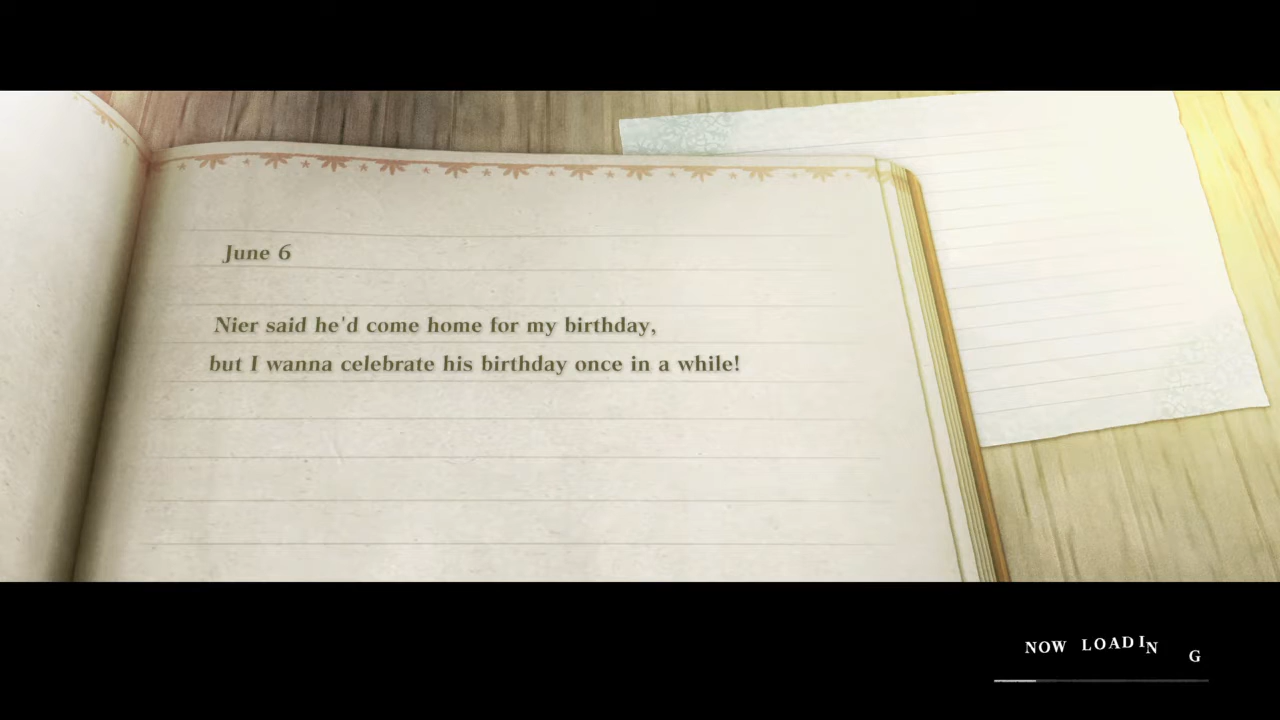 June 6
Nier said he'd come home for my birthday,
but I wanna celebrate his birthday once in a while!
NOW LOADING